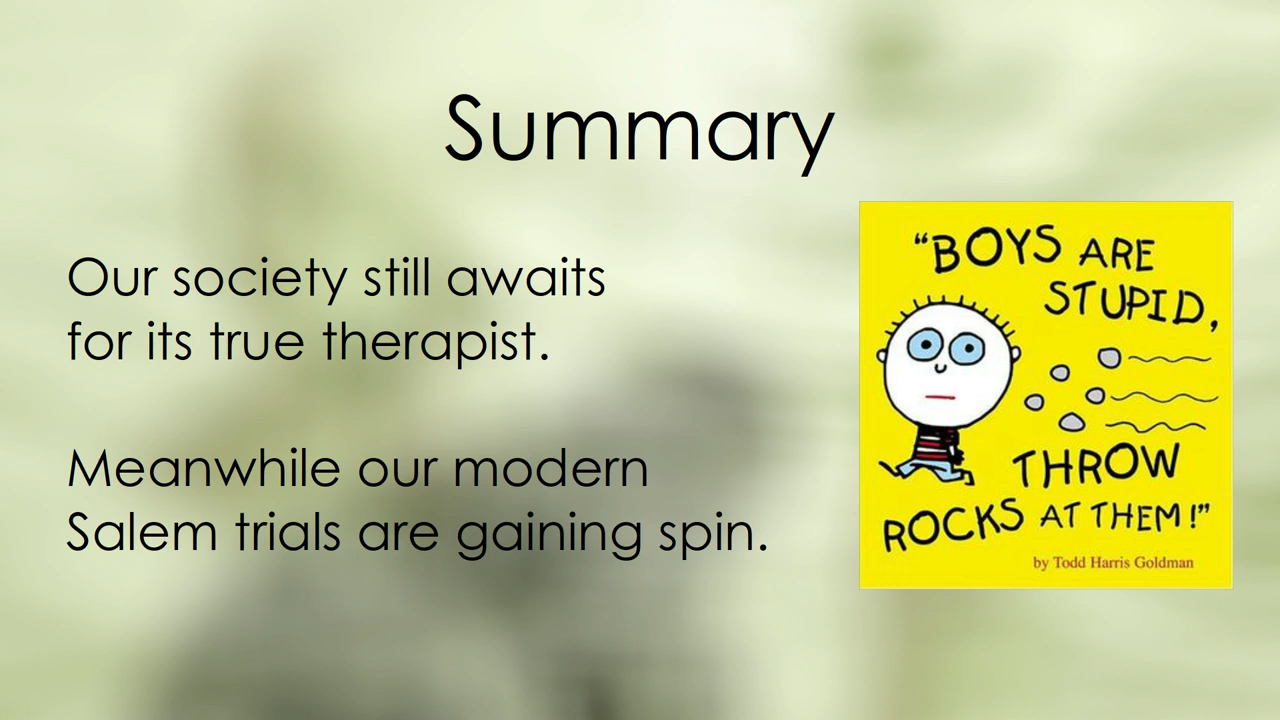 Summary
Our society still awaits
for its true therapist.
Meanwhile our modern
Salem trials are gaining spin.
“BOYS ARE
STUPID,
THROW
ROCKS AT THEM!”
by Todd Harris Goldman